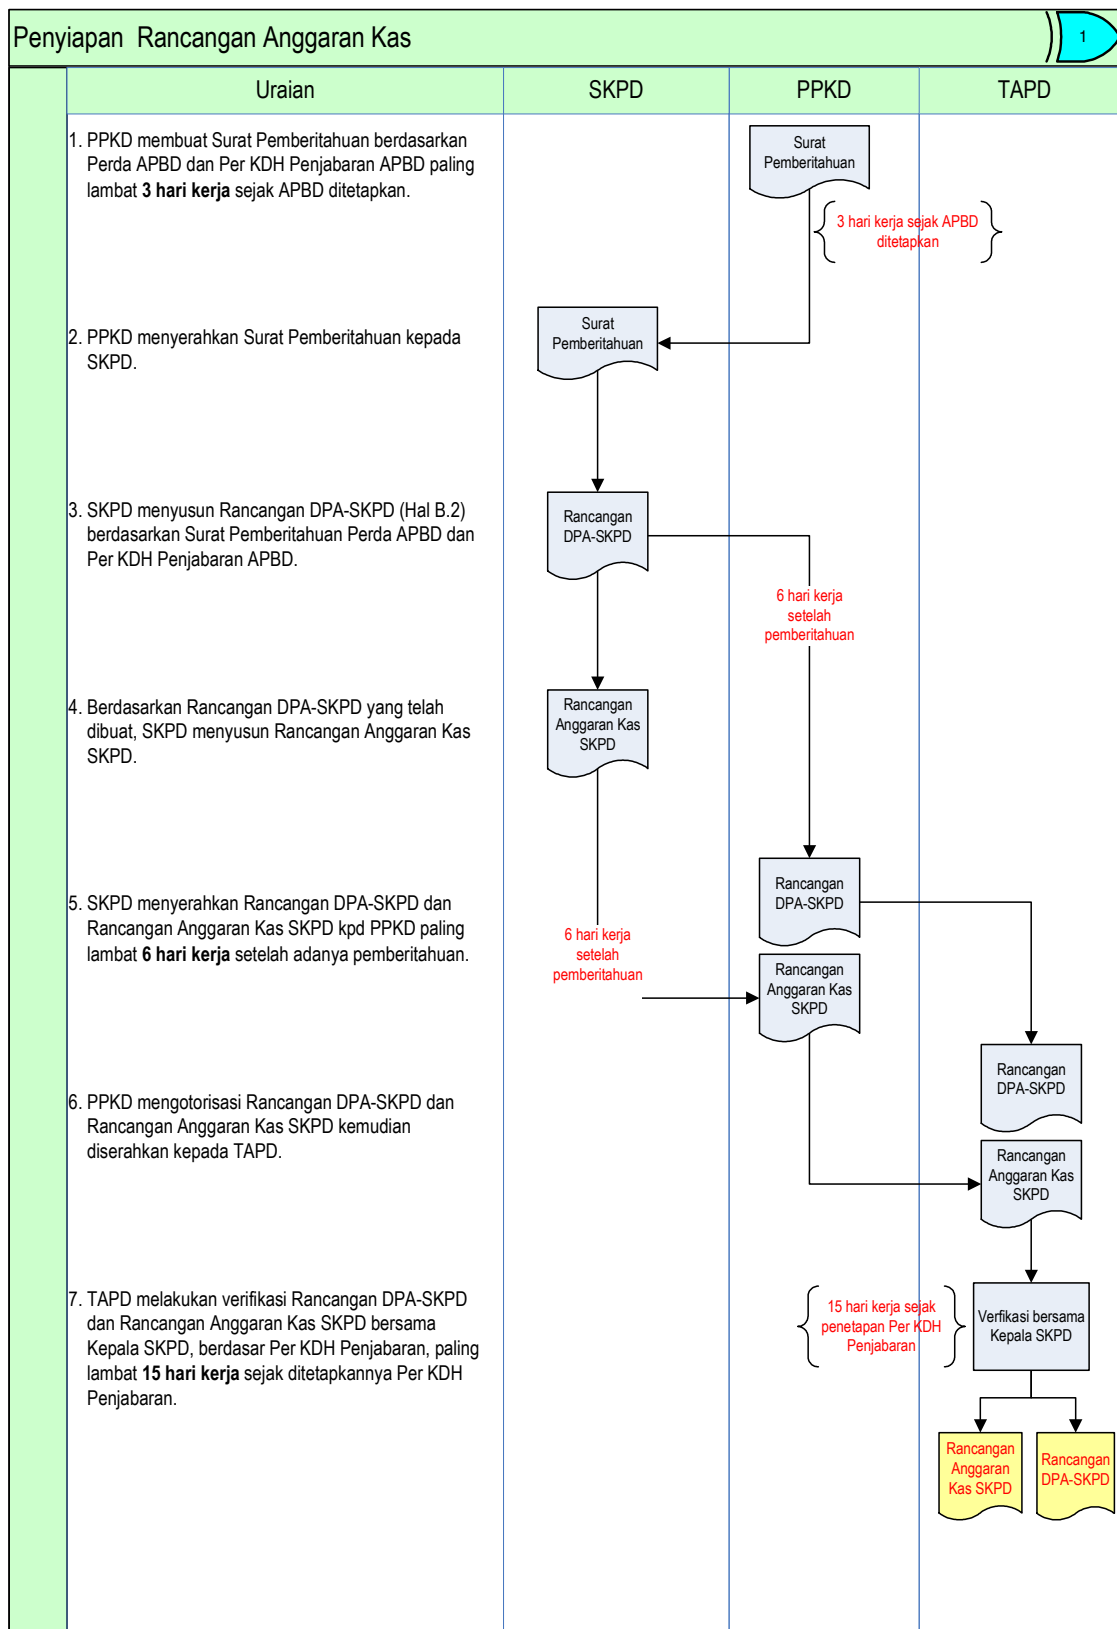 Penyiapan Rancangan Anggaran Kas
1
Uraian
SKPD
PPKD
TAPD
1. PPKD membuat Surat Pemberitahuan berdasarkan
Perda APBD dan Per KDH Penjabaran APBD paling
lambat 3 hari kerja sejak APBD ditetapkan.
Surat
Pemberitahuan
3 hari kerja sejak APBD
ditetapkan
2. PPKD menyerahkan Surat Pemberitahuan kepada
SKPD.
Surat
Pemberitahuan
3. SKPD menyusun Rancangan DPA-SKPD (Hal B.2)
berdasarkan Surat Pemberitahuan Perda APBD dan
Per KDH Penjabaran APBD.
Rancangan
DPA-SKPD
6 hari kerja
setelah
pemberitahuan
4. Berdasarkan Rancangan DPA-SKPD yang telah
dibuat, SKPD menyusun Rancangan Anggaran Kas
SKPD.
Rancangan
Anggaran Kas
SKPD
5. SKPD menyerahkan Rancangan DPA-SKPD dan
Rancangan Anggaran Kas SKPD kpd PPKD paling
lambat 6 hari kerja setelah adanya pemberitahuan.
6 hari kerja
setelah
pemberitahuan
Rancangan
DPA-SKPD
Rancangan
Anggaran Kas
SKPD
6. PPKD mengotorisasi Rancangan DPA-SKPD dan
Rancangan Anggaran Kas SKPD kemudian
diserahkan kepada TAPD.
Rancangan
DPA-SKPD
Rancangan
Anggaran Kas
SKPD
7. TAPD melakukan verifikasi Rancangan DPA-SKPD
dan Rancangan Anggaran Kas SKPD bersama
Kepala SKPD, berdasar Per KDH Penjabaran, paling
lambat 15 hari kerja sejak ditetapkannya Per KDH
Penjabaran.
15 hari kerja sejak
penetapan Per KDH
Penjabaran
Verfikasi bersama
Kepala SKPD
Rancangan
Anggaran
Kas SKPD
Rancangan
DPA-SKPD